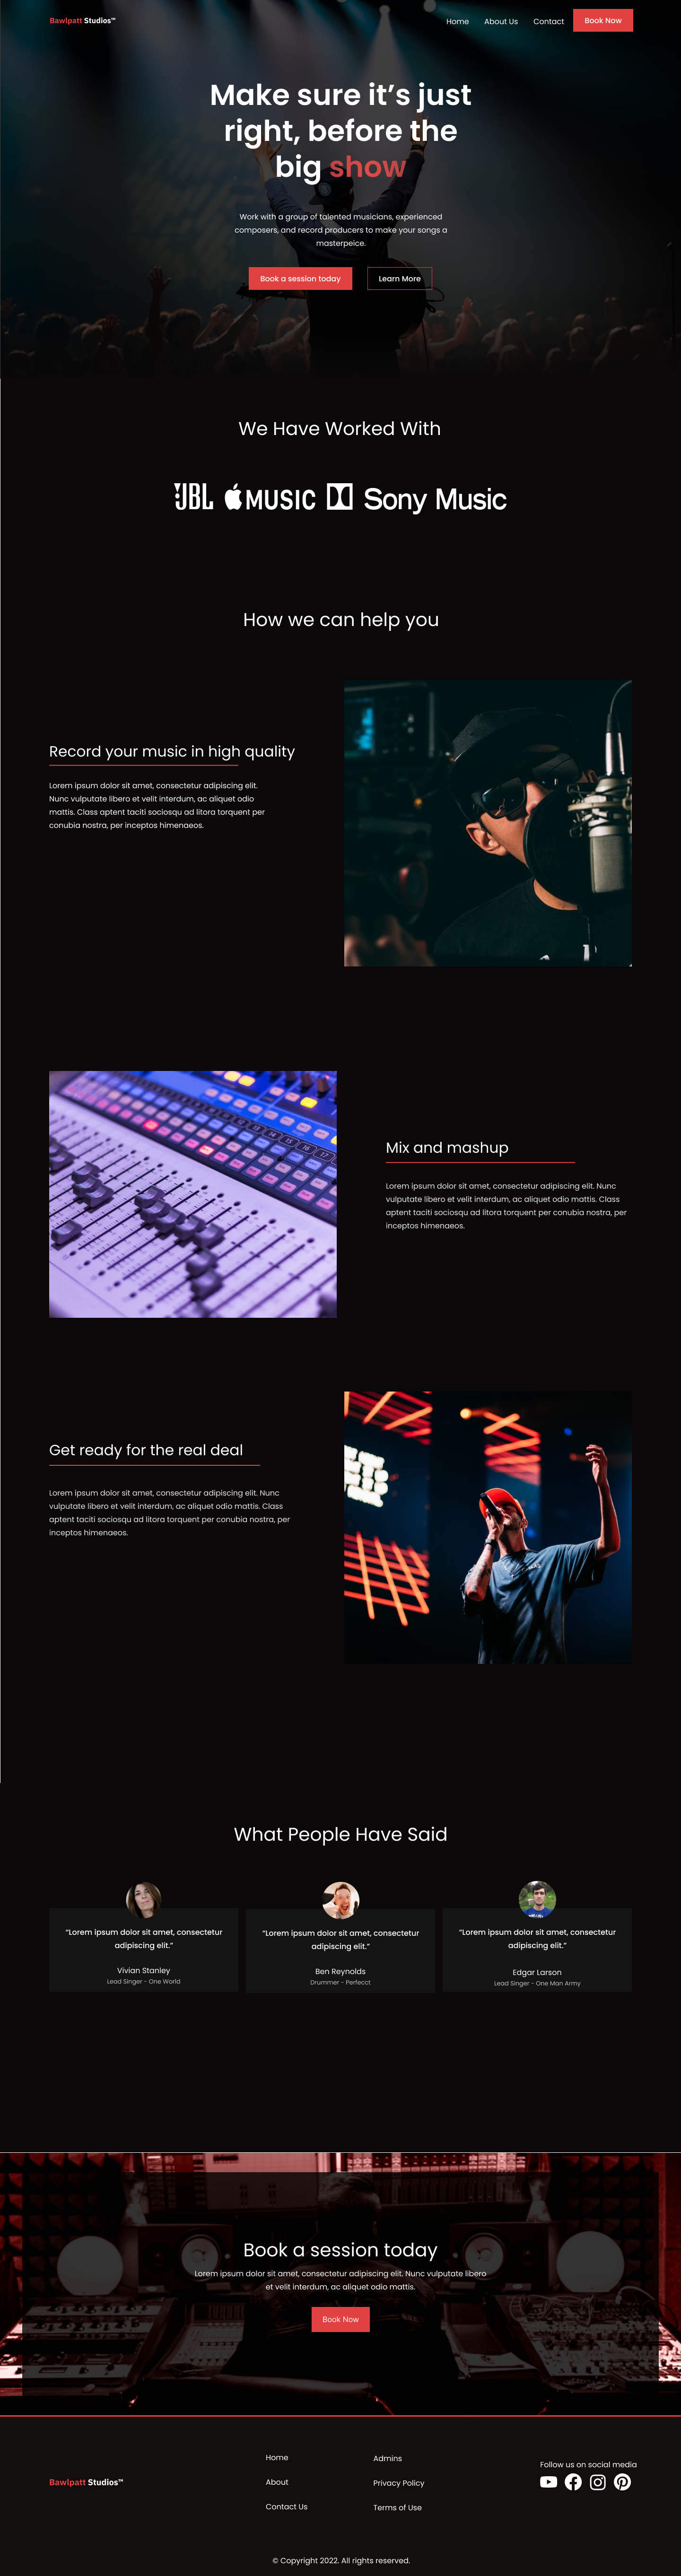 Bawlpatt Studios™
Home About Us Contact Book Now
Make sure it’s just
right, before the
big show
Work with a group of talented musicians, experienced
composers, and record producers to make your songs a
masterpeice.
Book a session today Learn More
We Have Worked With
JBL MUSIC Sony Music
How we can help you
Record your music in high quality
Lorem ipsum dolor sit amet, consectetur adipiscing elit.
Nunc vulputate libero et velit interdum, ac aliquet odio
mattis. Class aptent taciti sociosqu ad litora torquent per
conubia nostra, per inceptos himenaeos.
Mix and mashup
Lorem ipsum dolor sit amet, consectetur adipiscing elit. Nunc
vulputate libero et velit interdum, ac aliquet odio mattis. Class
aptent taciti sociosqu ad litora torquent per conubia nostra, per
inceptos himenaeos.
Get ready for the real deal
Lorem ipsum dolor sit amet, consectetur adipiscing elit. Nunc
vulputate libero et velit interdum, ac aliquet odio mattis. Class
aptent taciti sociosqu ad litora torquent per conubia nostra, per
inceptos himenaeos.
What People Have Said
“Lorem ipsum dolor sit amet, consectetur
adipiscing elit.”
Vivian Stanley
Lead Singer - One World
“Lorem ipsum dolor sit amet, consectetur
adipiscing elit.”
Ben Reynolds
Drummer - Perfecct
“Lorem ipsum dolor sit amet, consectetur
adipiscing elit.”
Edgar Larson
Lead Singer - One Man Army
Book a session today
Lorem ipsum dolor sit amet, consectetur adipiscing elit. Nunc vulputate libero
et velit interdum, ac aliquet odio mattis.
Book Now
Bawlpatt Studios™
Home
About
Contact Us
Admins
Privacy Policy
Terms of Use
Follow us on social media
© Copyright 2022. All rights reserved.